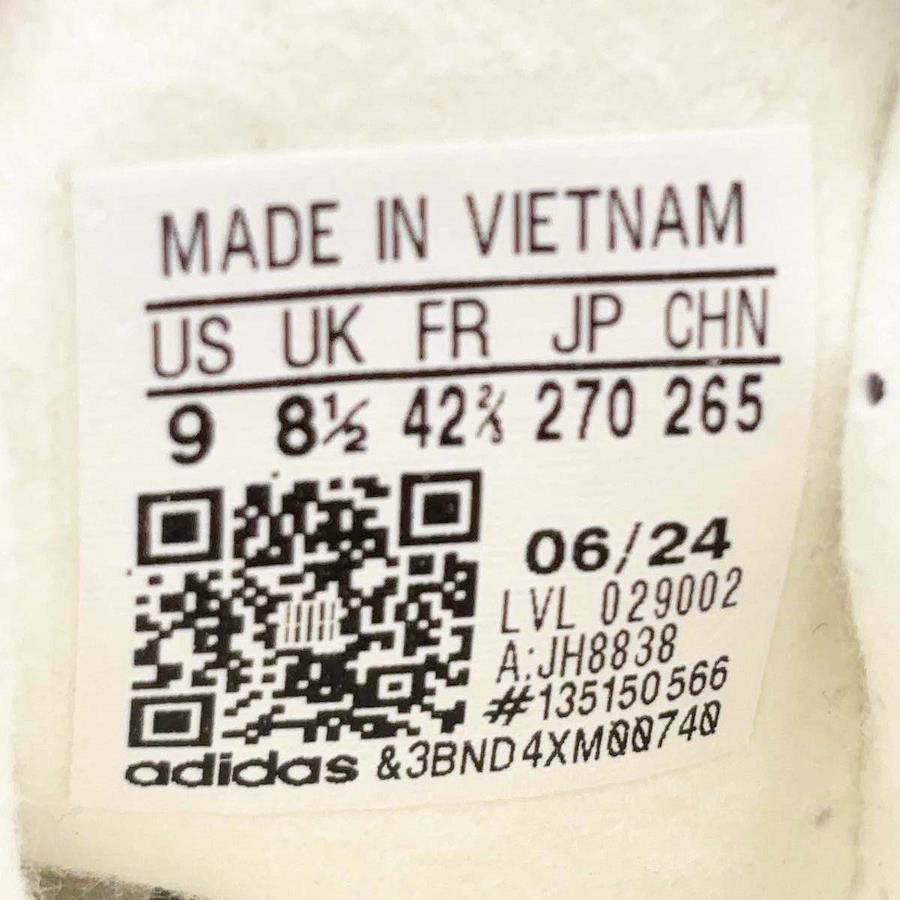 MADE IN VIETNAM
US UK FR JP CHN
9 8½ 42⅔ 270 265
06/24
LVL 029002
A:JH8838
#135150566
adidas &3BND4XM00740